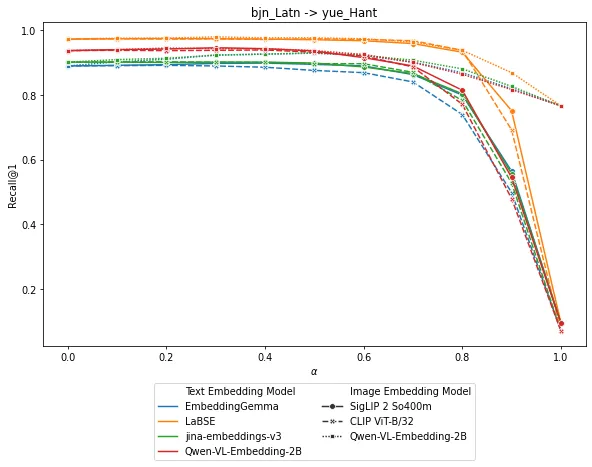 bjn_Latn -> yue_Hant
Recall@1
1.0
0.8
0.6
0.4
0.2
0.0 0.2 0.4 0.6 0.8 1.0
α
Text Embedding Model
EmbeddingGemma
LaBSE
jina-embeddings-v3
Qwen-VL-Embedding-2B
Image Embedding Model
SigLIP 2 So400m
CLIP ViT-B/32
Qwen-VL-Embedding-2B